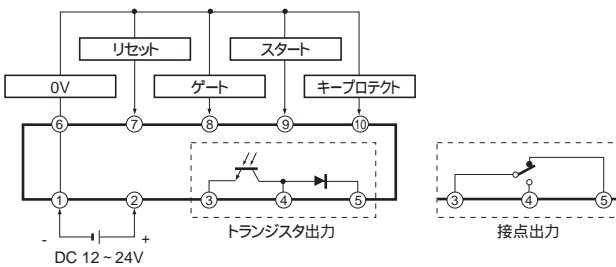 リセット
スタート
0V
ゲート
キープロテクト
⑥ ⑦ ⑧ ⑨ ⑩
① ② ③ ④ ⑤
③ ④ ⑤
- +
DC 12～24V
トランジスタ出力
接点出力